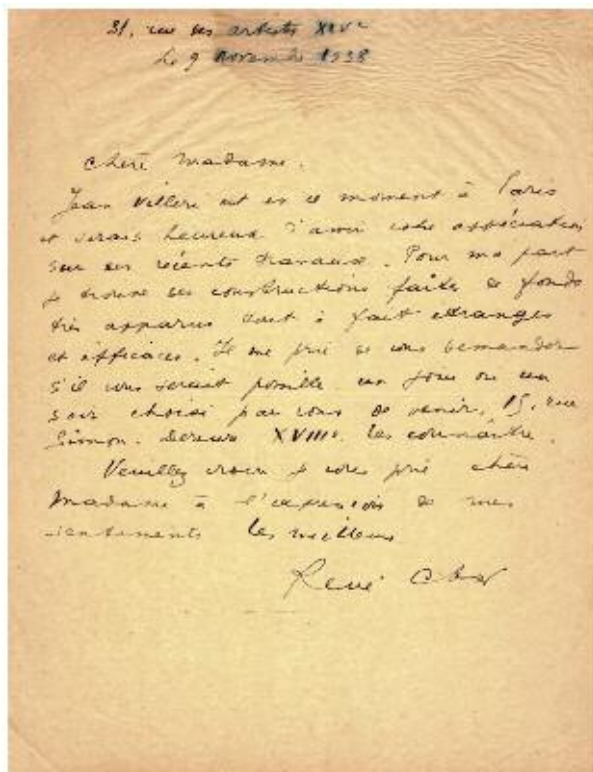 31, rue des artistes XIVe
Le 9 novembre 1938
Chère Madame.
Jean Villeri est en ce moment à Paris
et serais heureux d'avoir votre appréciation
sur ses récents travaux. Pour ma part
je trouve ses constructions faites de fonds
très apparus tout à fait étranges
et efficaces. Il me prie de vous demander
s'il vous serait possible un jour ou un
soir choisi par vous de venir, 15, rue
Simon. Dereure XVIIIe. les connaître.
Veuillez croire je vous prie chère
Madame à l'expression de mes
sentiments les meilleurs
René Char